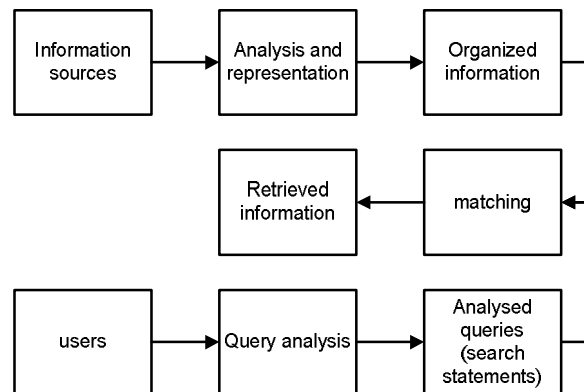 Information
sources
Analysis and
representation
Organized
information
Retrieved
information
matching
users
Query analysis
Analysed
queries
(search
statements)